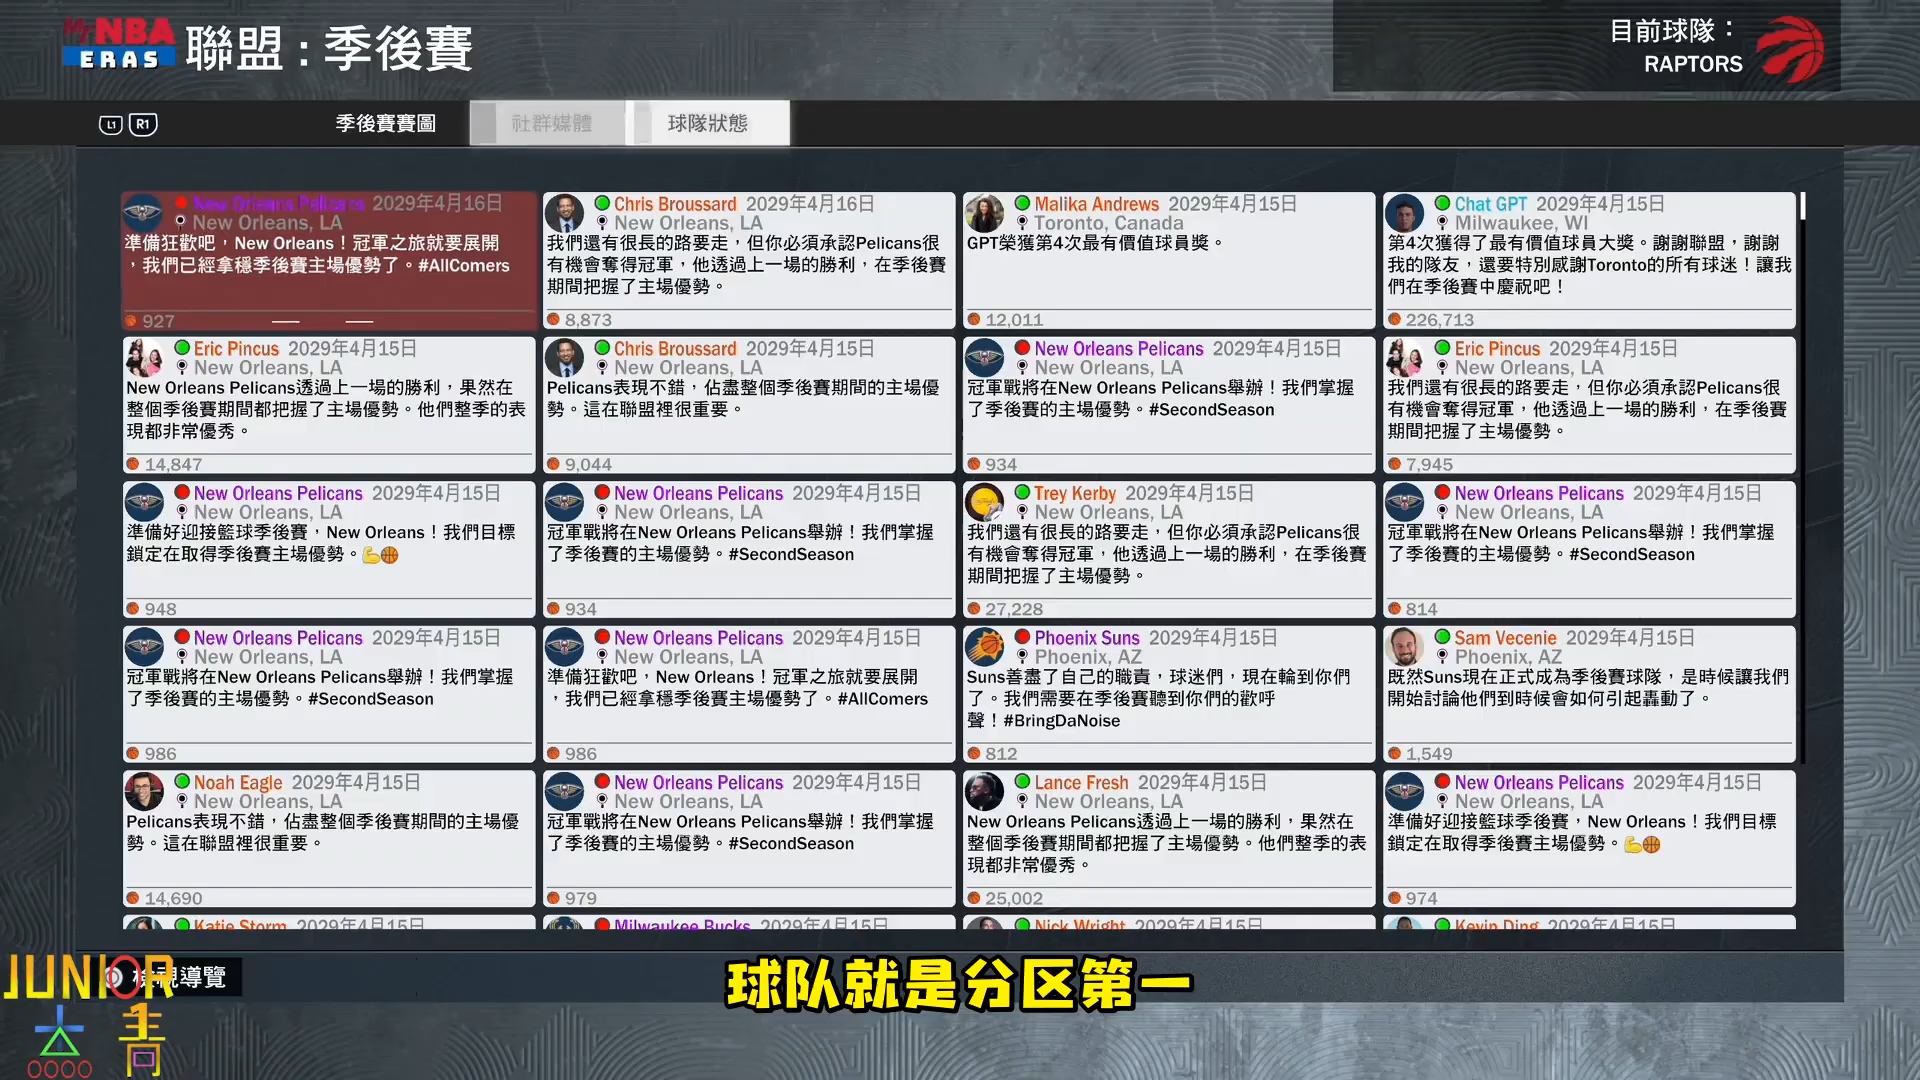 MyNBA
ERAS
聯盟：季後賽
目前球隊：
RAPTORS
L1 R1
季後賽賽圖
社群媒體
球隊狀態
New Orleans Pelicans 2029年4月16日
New Orleans, LA
準備狂歡吧，New Orleans！冠軍之旅就要展開
，我們已經拿穩季後賽主場優勢了。#AllComers
927
Chris Broussard 2029年4月16日
New Orleans, LA
我們還有很長的路要走，但你必須承認Pelicans很
有機會奪得冠軍，他透過上一場的勝利，在季後賽
期間把握了主場優勢。
8,873
Malika Andrews 2029年4月15日
Toronto, Canada
GPT榮獲第4次最有價值球員獎。
12,011
Chat GPT 2029年4月15日
Milwaukee, WI
第4次獲得了最有價值球員大獎。謝謝聯盟，謝謝
我的隊友，還要特別感謝Toronto的所有球迷！讓我
們在季後賽中慶祝吧！
226,713
Eric Pincus 2029年4月15日
New Orleans, LA
New Orleans Pelicans透過上一場的勝利，果然在
整個季後賽期間都把握了主場優勢。他們整季的表
現都非常優秀。
14,847
Chris Broussard 2029年4月15日
New Orleans, LA
Pelicans表現不錯，佔盡整個季後賽期間的主場優
勢。這在聯盟裡很重要。
9,044
New Orleans Pelicans 2029年4月15日
New Orleans, LA
冠軍戰將在New Orleans Pelicans舉辦！我們掌握
了季後賽的主場優勢。#SecondSeason
934
Eric Pincus 2029年4月15日
New Orleans, LA
我們還有很長的路要走，但你必須承認Pelicans很
有機會奪得冠軍，他透過上一場的勝利，在季後賽
期間把握了主場優勢。
7,945
New Orleans Pelicans 2029年4月15日
New Orleans, LA
準備好迎接籃球季後賽，New Orleans！我們目標
鎖定在取得季後賽主場優勢。💪🏀
948
New Orleans Pelicans 2029年4月15日
New Orleans, LA
冠軍戰將在New Orleans Pelicans舉辦！我們掌握
了季後賽的主場優勢。#SecondSeason
934
Trey Kerby 2029年4月15日
New Orleans, LA
我們還有很長的路要走，但你必須承認Pelicans很
有機會奪得冠軍，他透過上一場的勝利，在季後賽
期間把握了主場優勢。
27,228
New Orleans Pelicans 2029年4月15日
New Orleans, LA
冠軍戰將在New Orleans Pelicans舉辦！我們掌握
了季後賽的主場優勢。#SecondSeason
814
New Orleans Pelicans 2029年4月15日
New Orleans, LA
冠軍戰將在New Orleans Pelicans舉辦！我們掌握
了季後賽的主場優勢。#SecondSeason
986
New Orleans Pelicans 2029年4月15日
New Orleans, LA
準備狂歡吧，New Orleans！冠軍之旅就要展開
，我們已經拿穩季後賽主場優勢了。#AllComers
986
Phoenix Suns 2029年4月15日
Phoenix, AZ
Suns善盡了自己的職責，球迷們，現在輪到你們
了。我們需要在季後賽聽到你們的歡呼
聲！#BringDaNoise
812
Sam Vecenie 2029年4月15日
Phoenix, AZ
既然Suns現在正式成為季後賽球隊，是時候讓我們
開始討論他們到時候會如何引起轟動了。
1,549
Noah Eagle 2029年4月15日
New Orleans, LA
Pelicans表現不錯，佔盡整個季後賽期間的主場優
勢。這在聯盟裡很重要。
14,690
New Orleans Pelicans 2029年4月15日
New Orleans, LA
冠軍戰將在New Orleans Pelicans舉辦！我們掌握
了季後賽的主場優勢。#SecondSeason
979
Lance Fresh 2029年4月15日
New Orleans, LA
New Orleans Pelicans透過上一場的勝利，果然在
整個季後賽期間都把握了主場優勢。他們整季的表
現都非常優秀。
25,002
New Orleans Pelicans 2029年4月15日
New Orleans, LA
準備好迎接籃球季後賽，New Orleans！我們目標
鎖定在取得季後賽主場優勢。💪🏀
974
Katie Storm 2029年4月15日
Milwaukee Bucks 2029年4月15日
Nick Wright 2029年4月15日
Kevin Ding 2029年4月15日
檢視導覽
JUNIOR
球队就是分区第一